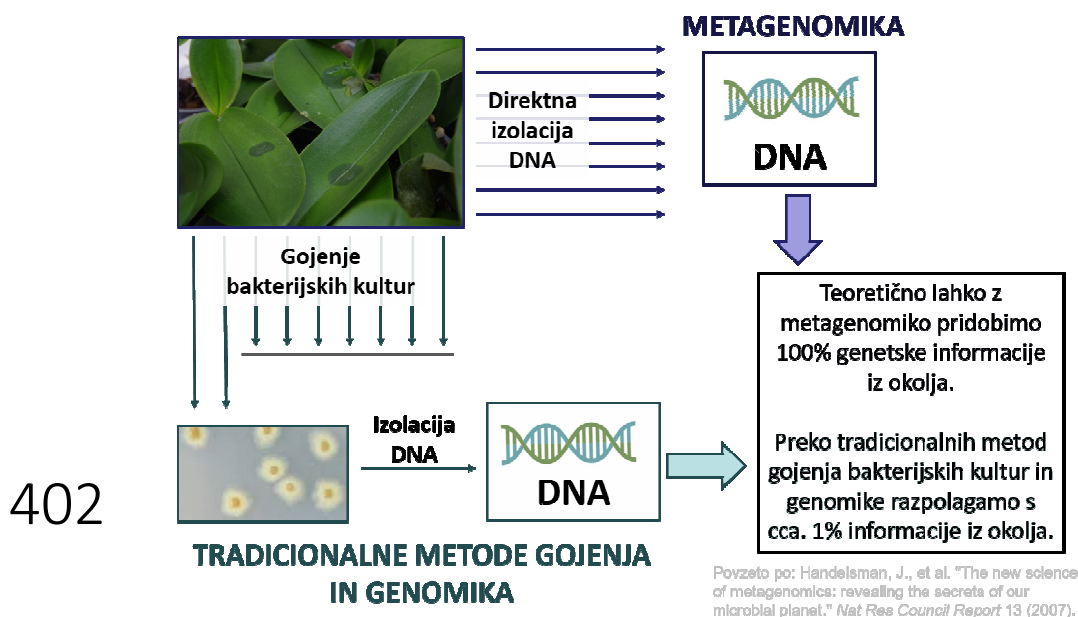 METAGENOMIKA
Direktna
izolacija
DNA
DNA
Gojenje
bakterijskih kultur
Teoretično lahko z
metagenomiko pridobimo
100% genetske informacije
iz okolja.
Preko tradicionalnih metod
gojenja bakterijskih kultur in
genomike razpolagamo s
cca. 1% informacije iz okolja.
Izolacija
DNA
DNA
402
TRADICIONALNE METODE GOJENJA
IN GENOMIKA
Povzeto po: Handelsman, J., et al. "The new science
of metagenomics: revealing the secrets of our
microbial planet." Nat Res Council Report 13 (2007).